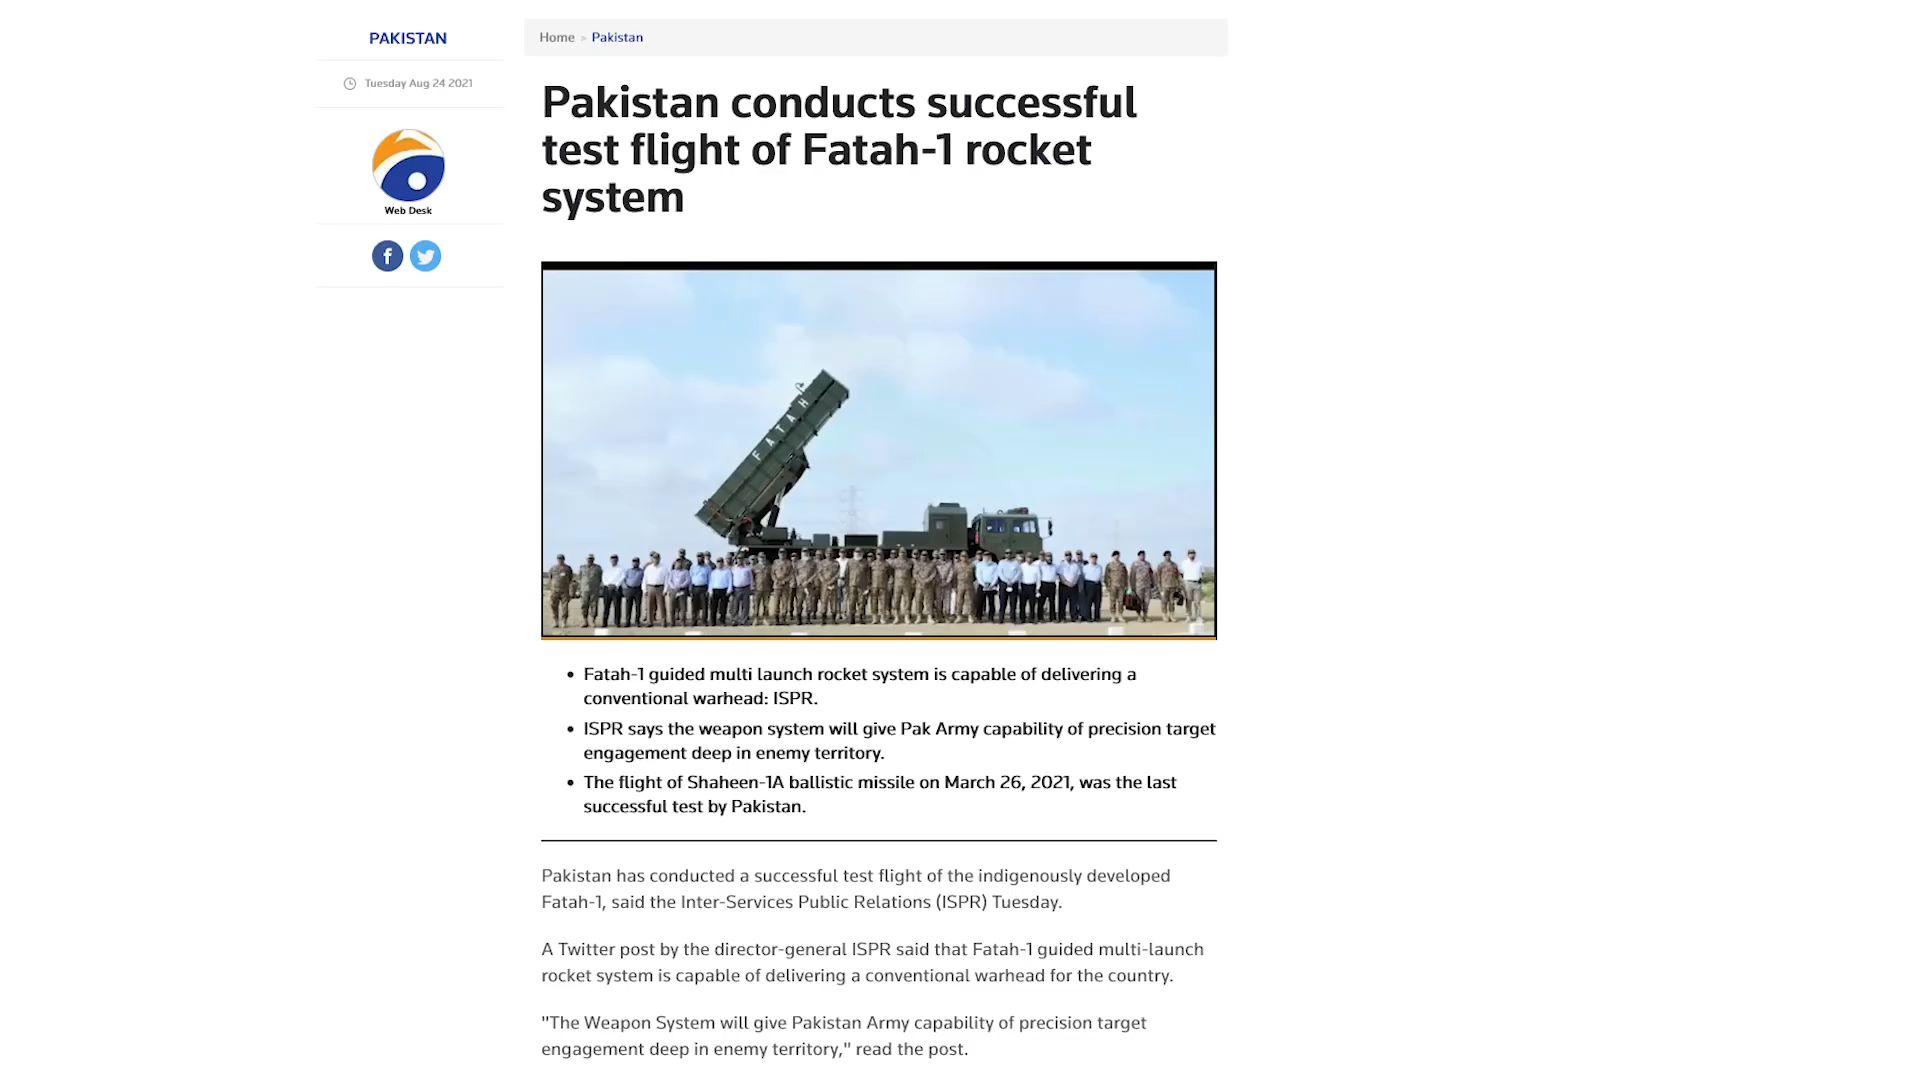 PAKISTAN
Tuesday Aug 24 2021
Web Desk
Home » Pakistan
Pakistan conducts successful
test flight of Fatah-1 rocket
system
FATAH
• Fatah-1 guided multi launch rocket system is capable of delivering a
conventional warhead: ISPR.
• ISPR says the weapon system will give Pak Army capability of precision target
engagement deep in enemy territory.
• The flight of Shaheen-1A ballistic missile on March 26, 2021, was the last
successful test by Pakistan.
Pakistan has conducted a successful test flight of the indigenously developed
Fatah-1, said the Inter-Services Public Relations (ISPR) Tuesday.
A Twitter post by the director-general ISPR said that Fatah-1 guided multi-launch
rocket system is capable of delivering a conventional warhead for the country.
"The Weapon System will give Pakistan Army capability of precision target
engagement deep in enemy territory," read the post.